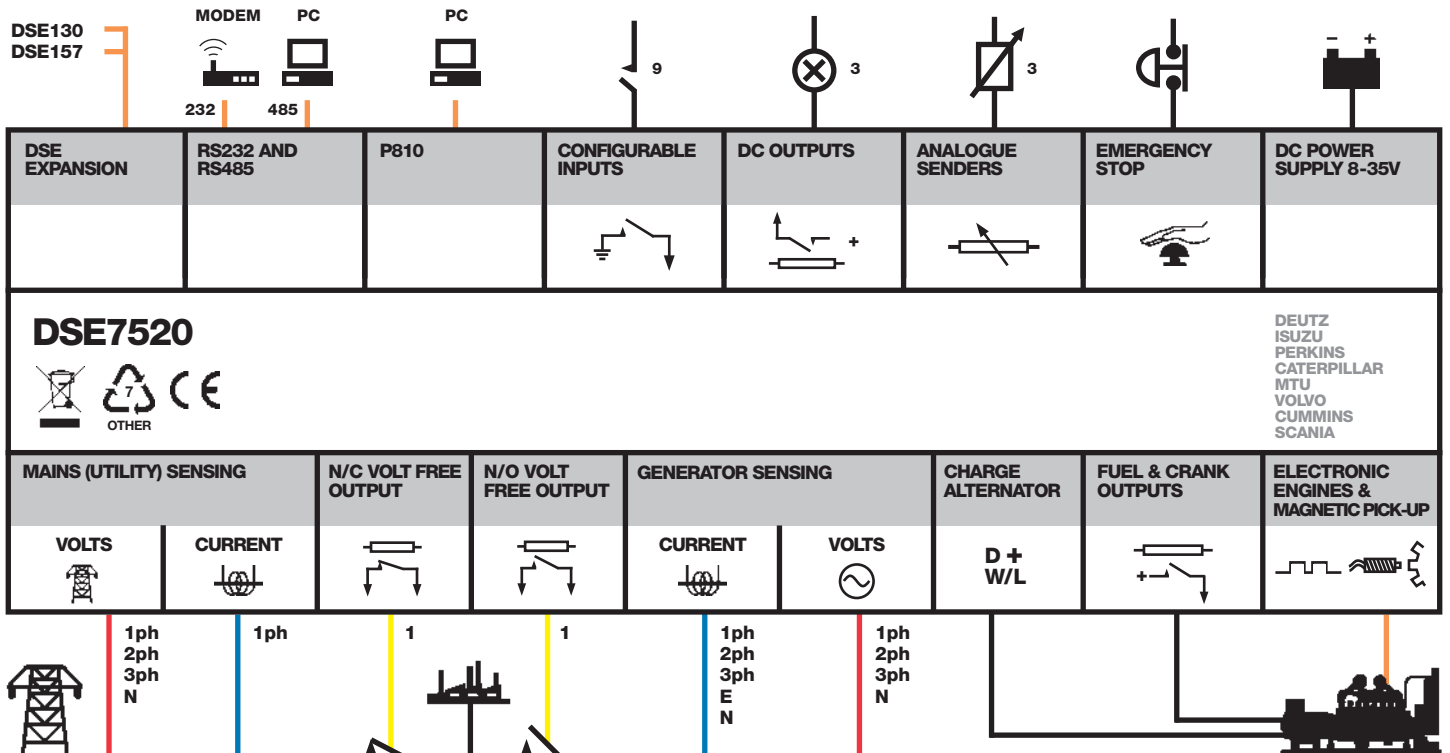 DSE130
DSE157
MODEM
PC
PC
232
485
9
3
3
- +
DSE
EXPANSION
RS232 AND
RS485
P810
CONFIGURABLE
INPUTS
DC OUTPUTS
ANALOGUE
SENDERS
EMERGENCY
STOP
DC POWER
SUPPLY 8-35V
+
DSE7520
7
OTHER
CE
DEUTZ
ISUZU
PERKINS
CATERPILLAR
MTU
VOLVO
CUMMINS
SCANIA
MAINS (UTILITY) SENSING
N/C VOLT FREE
OUTPUT
N/O VOLT
FREE OUTPUT
GENERATOR SENSING
CHARGE
ALTERNATOR
FUEL & CRANK
OUTPUTS
ELECTRONIC
ENGINES &
MAGNETIC PICK-UP
VOLTS
CURRENT
CURRENT
VOLTS
D +
W/L
+
1ph
2ph
3ph
N
1ph
1
1
1ph
2ph
3ph
E
N
1ph
2ph
3ph
N